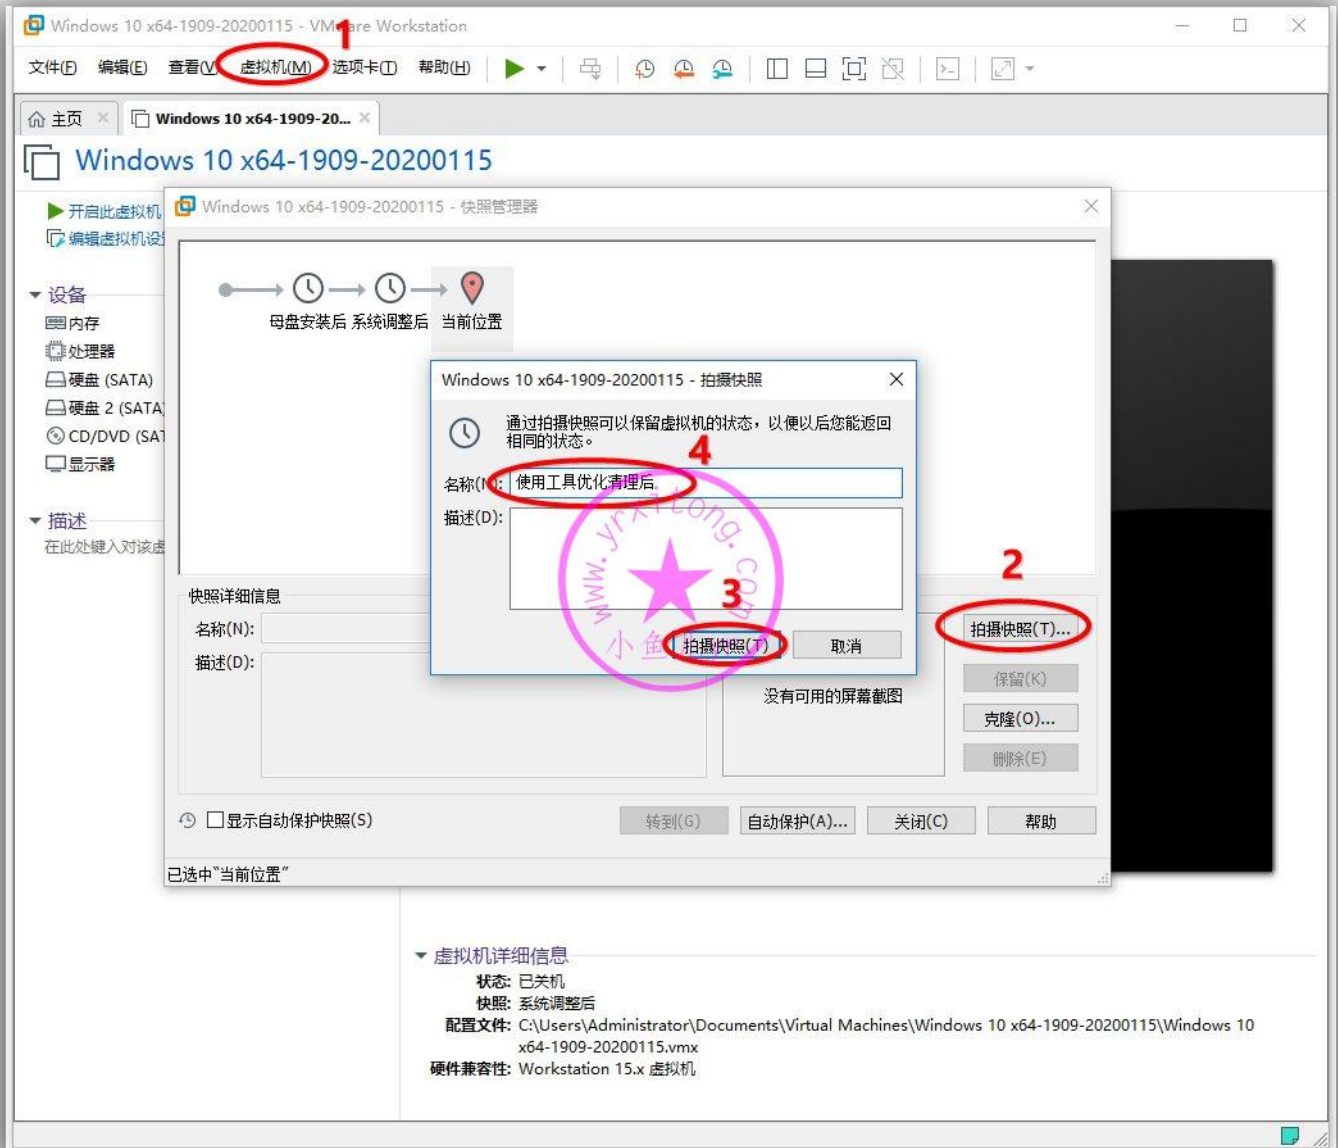 Windows 10 x64-1909-20200115 - VMware Workstation
1
文件(F) 编辑(E) 查看(V) 虚拟机(M) 选项卡(T) 帮助(H)
主页
Windows 10 x64-1909-20...
Windows 10 x64-1909-20200115
开启此虚拟机
编辑虚拟机设
设备
内存
处理器
硬盘 (SATA)
硬盘 2 (SATA)
CD/DVD (SAT
显示器
描述
在此处键入对该虚
Windows 10 x64-1909-20200115 - 快照管理器
母盘安装后 系统调整后 当前位置
Windows 10 x64-1909-20200115 - 拍摄快照
通过拍摄快照可以保留虚拟机的状态，以便以后您能返回
相同的状态。
4
名称(N): 使用工具优化清理后
描述(D):
www.yrxitong.com
小鱼
3
拍摄快照(T) 取消
快照详细信息
名称(N):
描述(D):
没有可用的屏幕截图
2
拍摄快照(T)...
保留(K)
克隆(O)...
删除(E)
显示自动保护快照(S)
转到(G) 自动保护(A)... 关闭(C) 帮助
已选中"当前位置"
虚拟机详细信息
状态: 已关机
快照: 系统调整后
配置文件: C:\Users\Administrator\Documents\Virtual Machines\Windows 10 x64-1909-20200115\Windows 10
x64-1909-20200115.vmx
硬件兼容性: Workstation 15.x 虚拟机